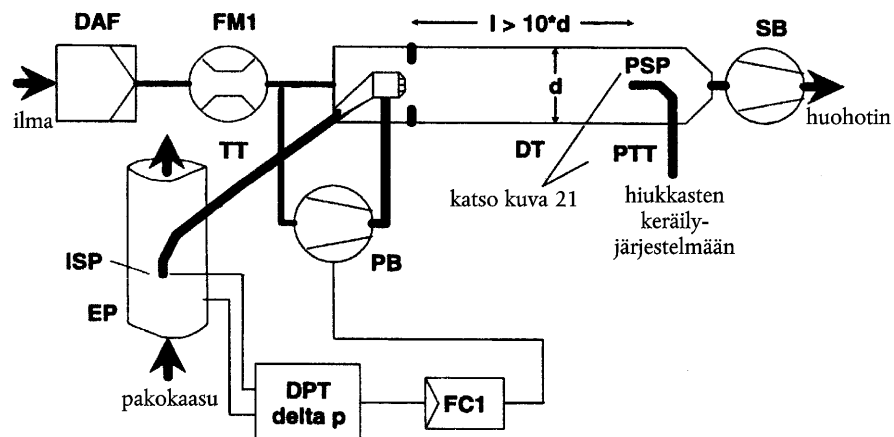 DAF
FM1
l > 10*d
SB
PSP
d
ilma
huohotin
TT
DT
PTT
katso kuva 21
hiukkasten
keräily-
järjestelmään
PB
ISP
EP
pakokaasu
DPT
delta p
FC1